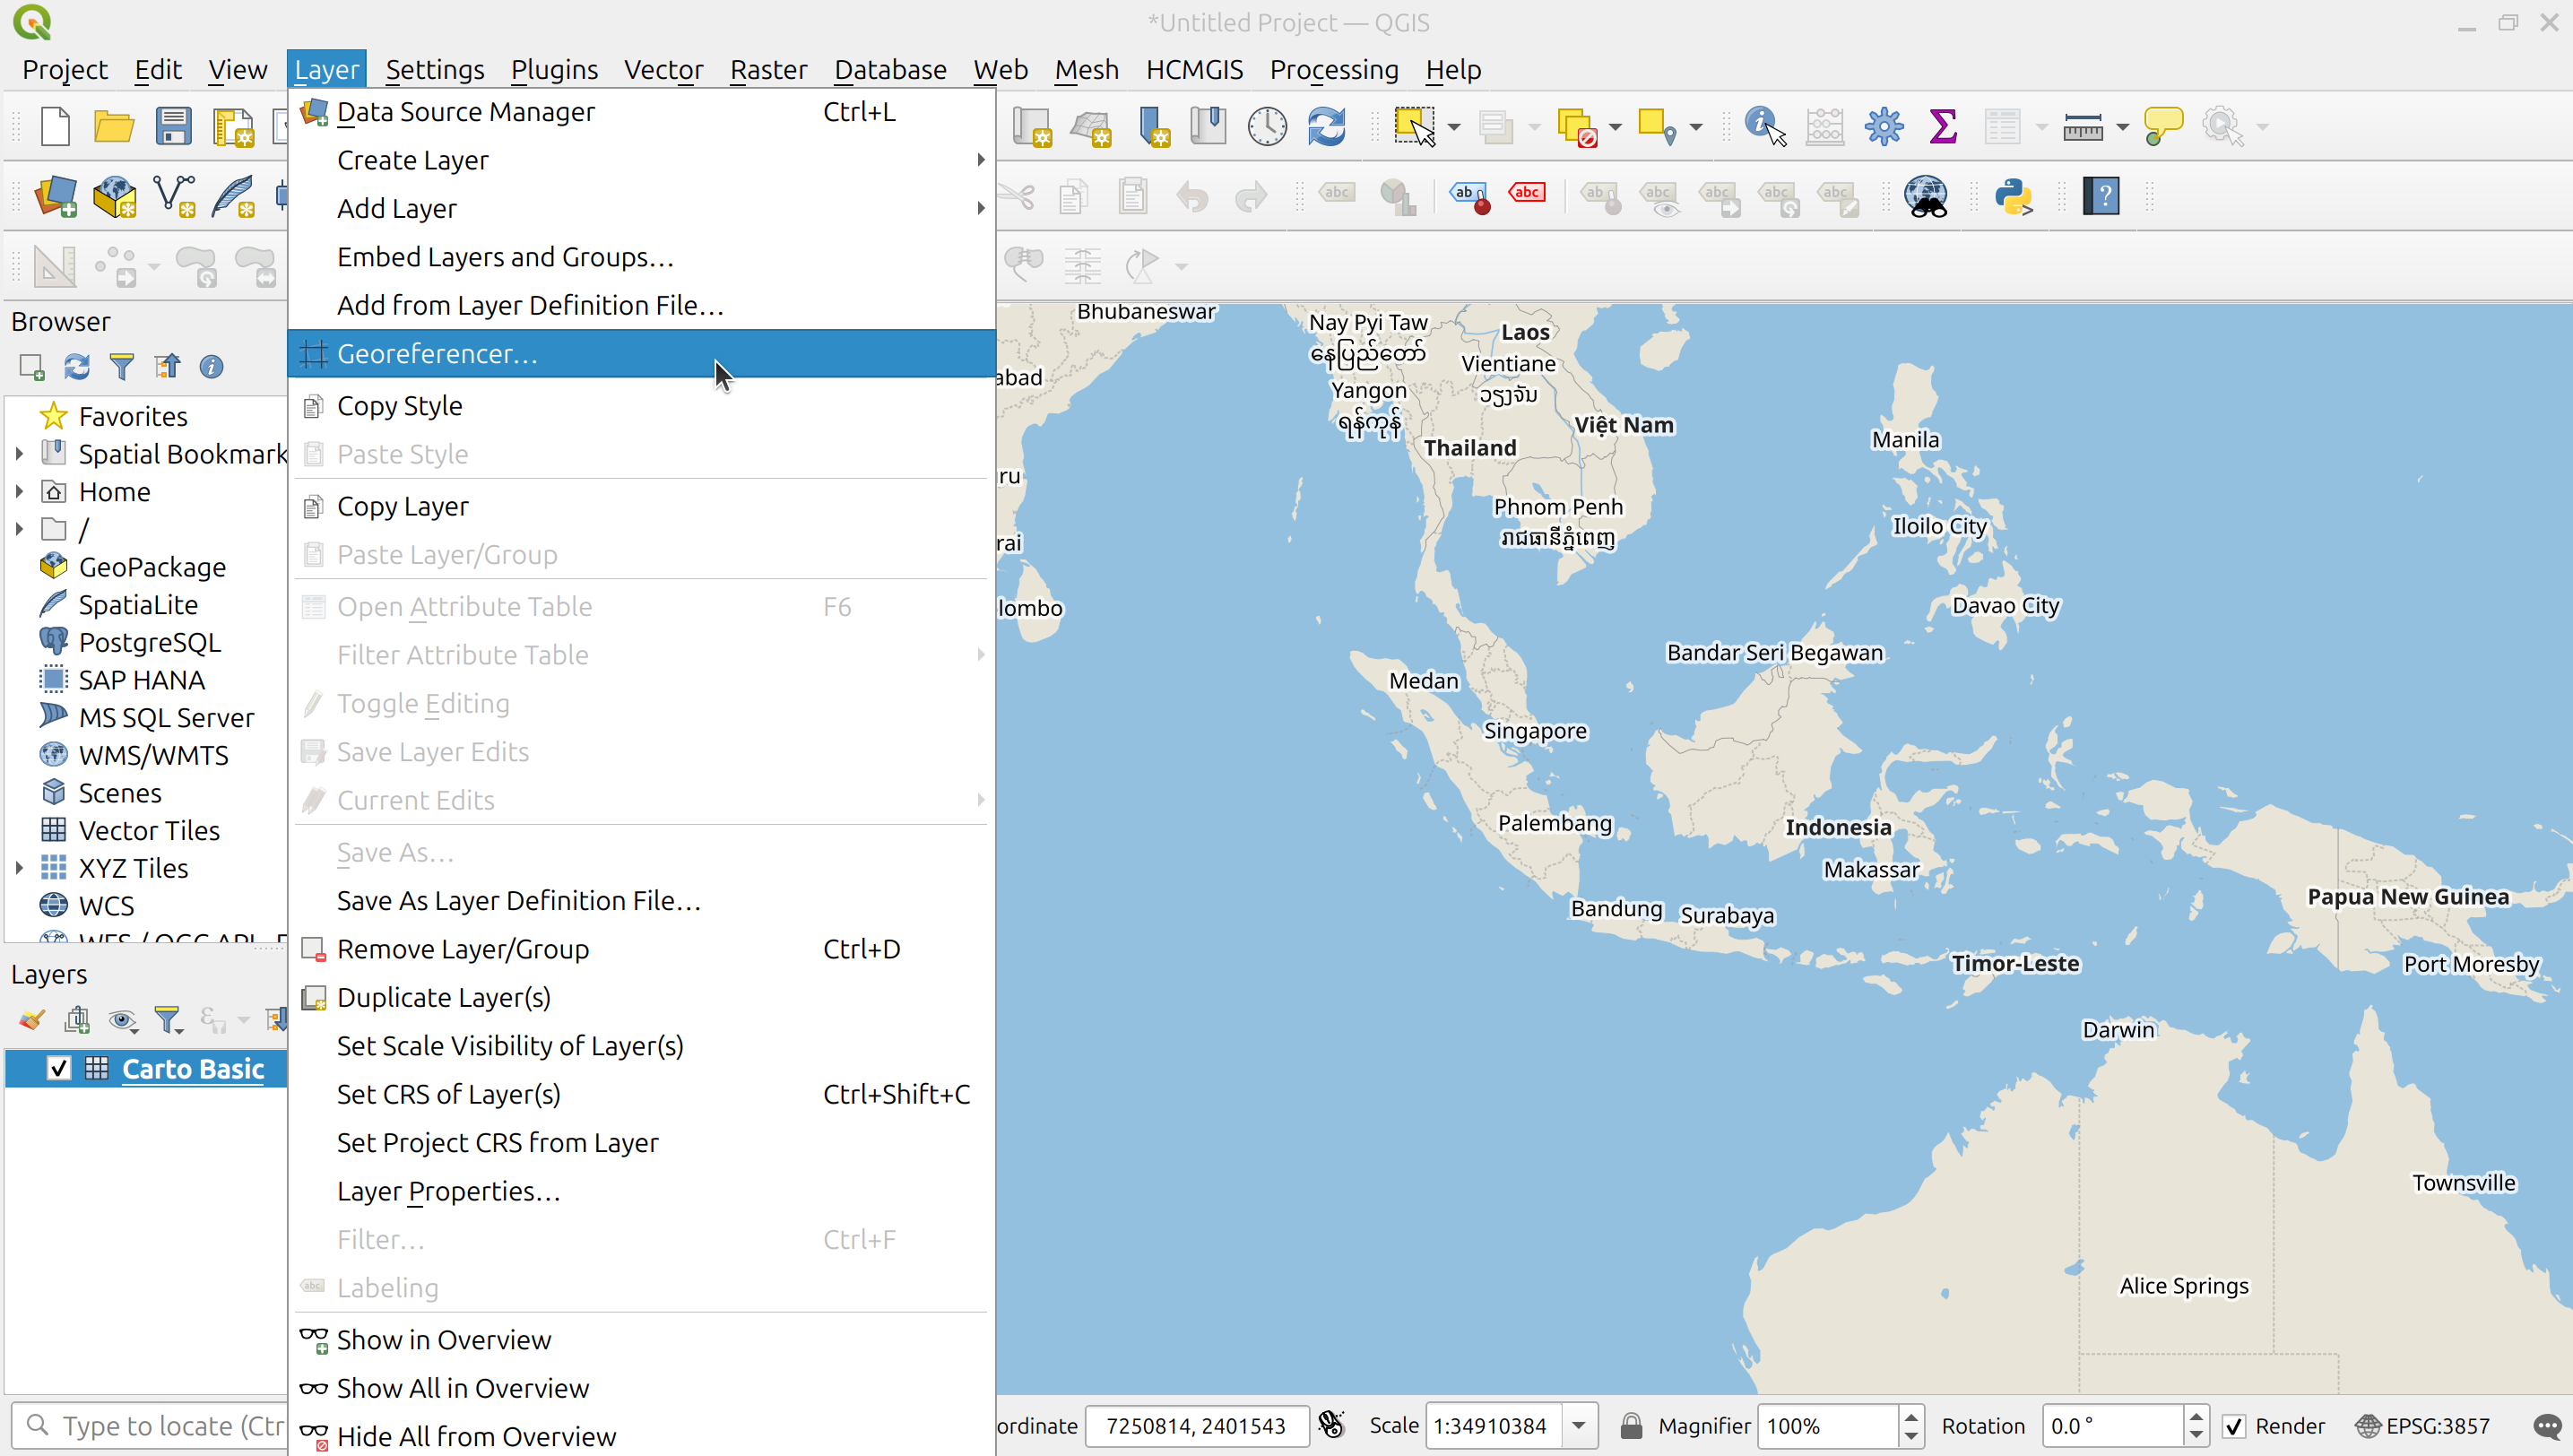 *Untitled Project — QGIS
Project Edit View Layer Settings Plugins Vector Raster Database Web Mesh HCMGIS Processing Help
Data Source Manager Ctrl+L
Create Layer
Add Layer
Embed Layers and Groups…
Add from Layer Definition File…
Georeferencer…
Copy Style
Paste Style
Copy Layer
Paste Layer/Group
Open Attribute Table F6
Filter Attribute Table
Toggle Editing
Save Layer Edits
Current Edits
Save As…
Save As Layer Definition File…
Remove Layer/Group Ctrl+D
Duplicate Layer(s)
Set Scale Visibility of Layer(s)
Set CRS of Layer(s) Ctrl+Shift+C
Set Project CRS from Layer
Layer Properties…
Filter… Ctrl+F
abc Labeling
Show in Overview
Show All in Overview
Hide All from Overview
abc ab abc ab abc abc abc abc
Browser
Favorites
Spatial Bookmark
Home
/
GeoPackage
SpatiaLite
PostgreSQL
SAP HANA
MS SQL Server
WMS/WMTS
Scenes
Vector Tiles
XYZ Tiles
WCS
Layers
Carto Basic
Bhubaneswar
Nay Pyi Taw
နေပြည်တော်
Laos
Vientiane
ວຽງຈັນ
abad
Yangon
ရန်ကုန်
Việt Nam
Thailand
Manila
ru
Phnom Penh
រាជធានីភ្នំពេញ
Iloilo City
rai
lombo
Davao City
Bandar Seri Begawan
Medan
Singapore
Palembang
Indonesia
Makassar
Papua New Guinea
Bandung
Surabaya
Timor-Leste
Port Moresby
Darwin
Townsville
Alice Springs
Type to locate (Ctr ordinate 7250814, 2401543 Scale 1:34910384 Magnifier 100% Rotation 0.0 ° Render EPSG:3857